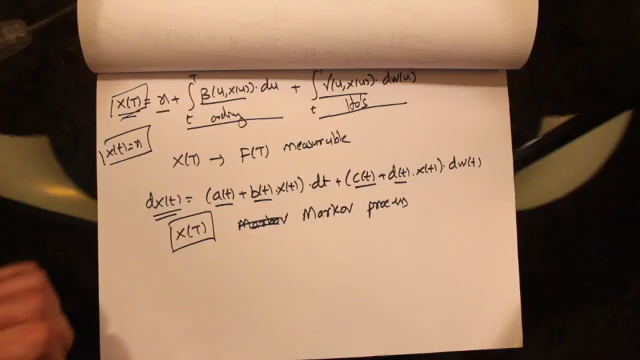 X(T) = x + ∫_t^T β(u, x(u)) · du + ∫_t^T γ(u, x(u)) · dw(u)
ordinary Ito's
x(t) = x
X(T) → F(T) measurable
dx(t) = (a(t) + b(t) · x(t)) · dt + (c(t) + d(t) · x(t)) · dw(t)
X(T) Markov process